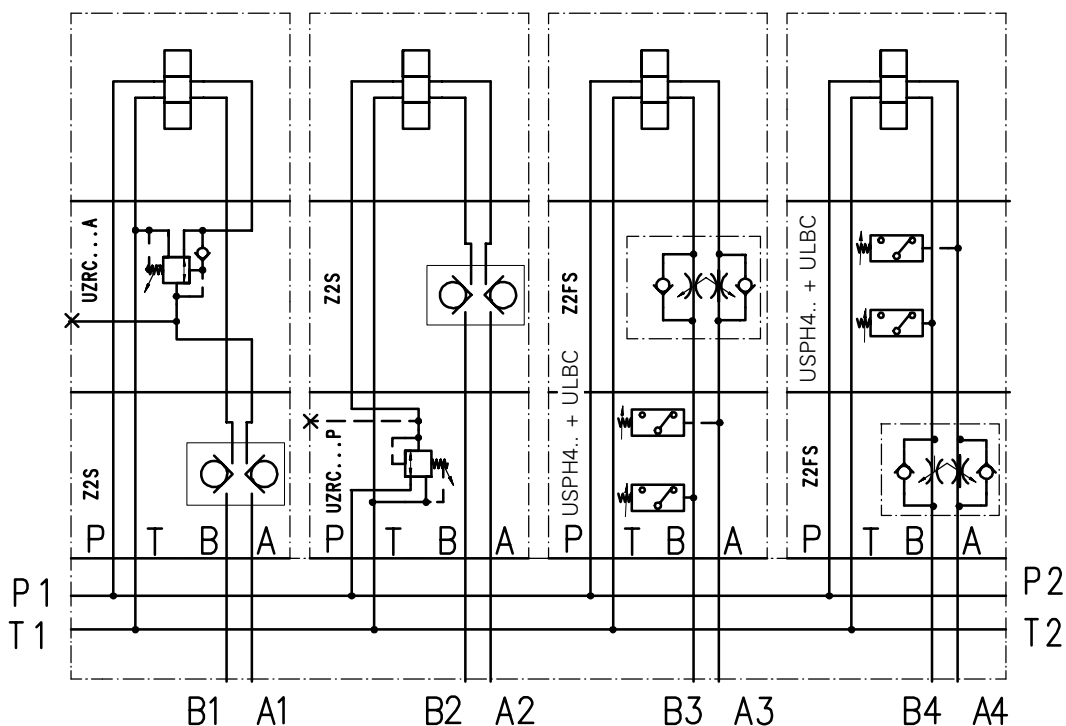 UZRC...A
Z2S
Z2FS
USPH4.. + ULBC
Z2S
UZRC...P
USPH4.. + ULBC
Z2FS
P T B A
P T B A
P T B A
P T B A
P1
P2
T1
T2
B1 A1
B2 A2
B3 A3
B4 A4